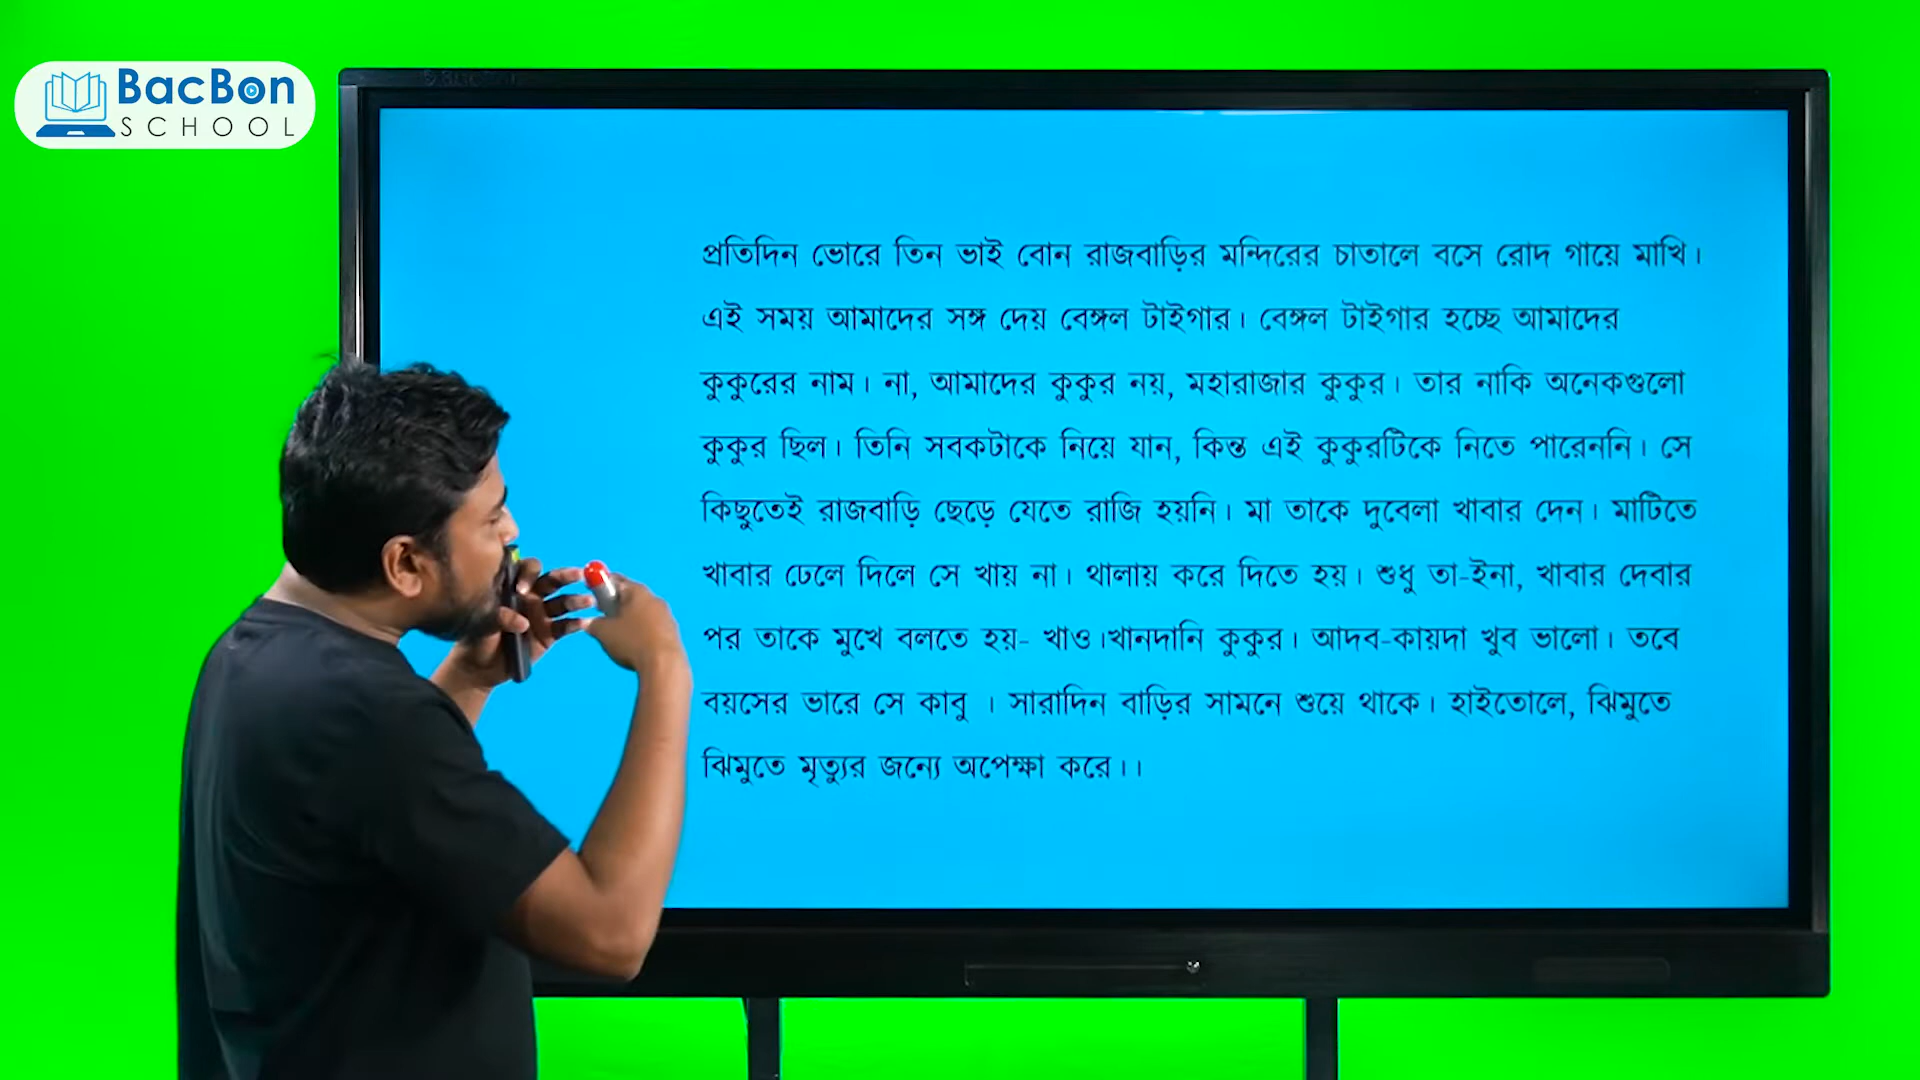 BacBon
SCHOOL
প্রতিদিন ভোরে তিন ভাই বোন রাজবাড়ির মন্দিরের চাতালে বসে রোদ গায়ে মাখি।
এই সময় আমাদের সঙ্গ দেয় বেঙ্গল টাইগার। বেঙ্গল টাইগার হচ্ছে আমাদের
কুকুরের নাম। না, আমাদের কুকুর নয়, মহারাজার কুকুর। তার নাকি অনেকগুলো
কুকুর ছিল। তিনি সবকটাকে নিয়ে যান, কিন্ত এই কুকুরটিকে নিতে পারেননি। সে
কিছুতেই রাজবাড়ি ছেড়ে যেতে রাজি হয়নি। মা তাকে দুবেলা খাবার দেন। মাটিতে
খাবার ঢেলে দিলে সে খায় না। থালায় করে দিতে হয়। শুধু তা-ইনা, খাবার দেবার
পর তাকে মুখে বলতে হয়- খাও।খানদানি কুকুর। আদব-কায়দা খুব ভালো। তবে
বয়সের ভারে সে কাবু । সারাদিন বাড়ির সামনে শুয়ে থাকে। হাইতোলে, ঝিমুতে
ঝিমুতে মৃত্যুর জন্যে অপেক্ষা করে।।